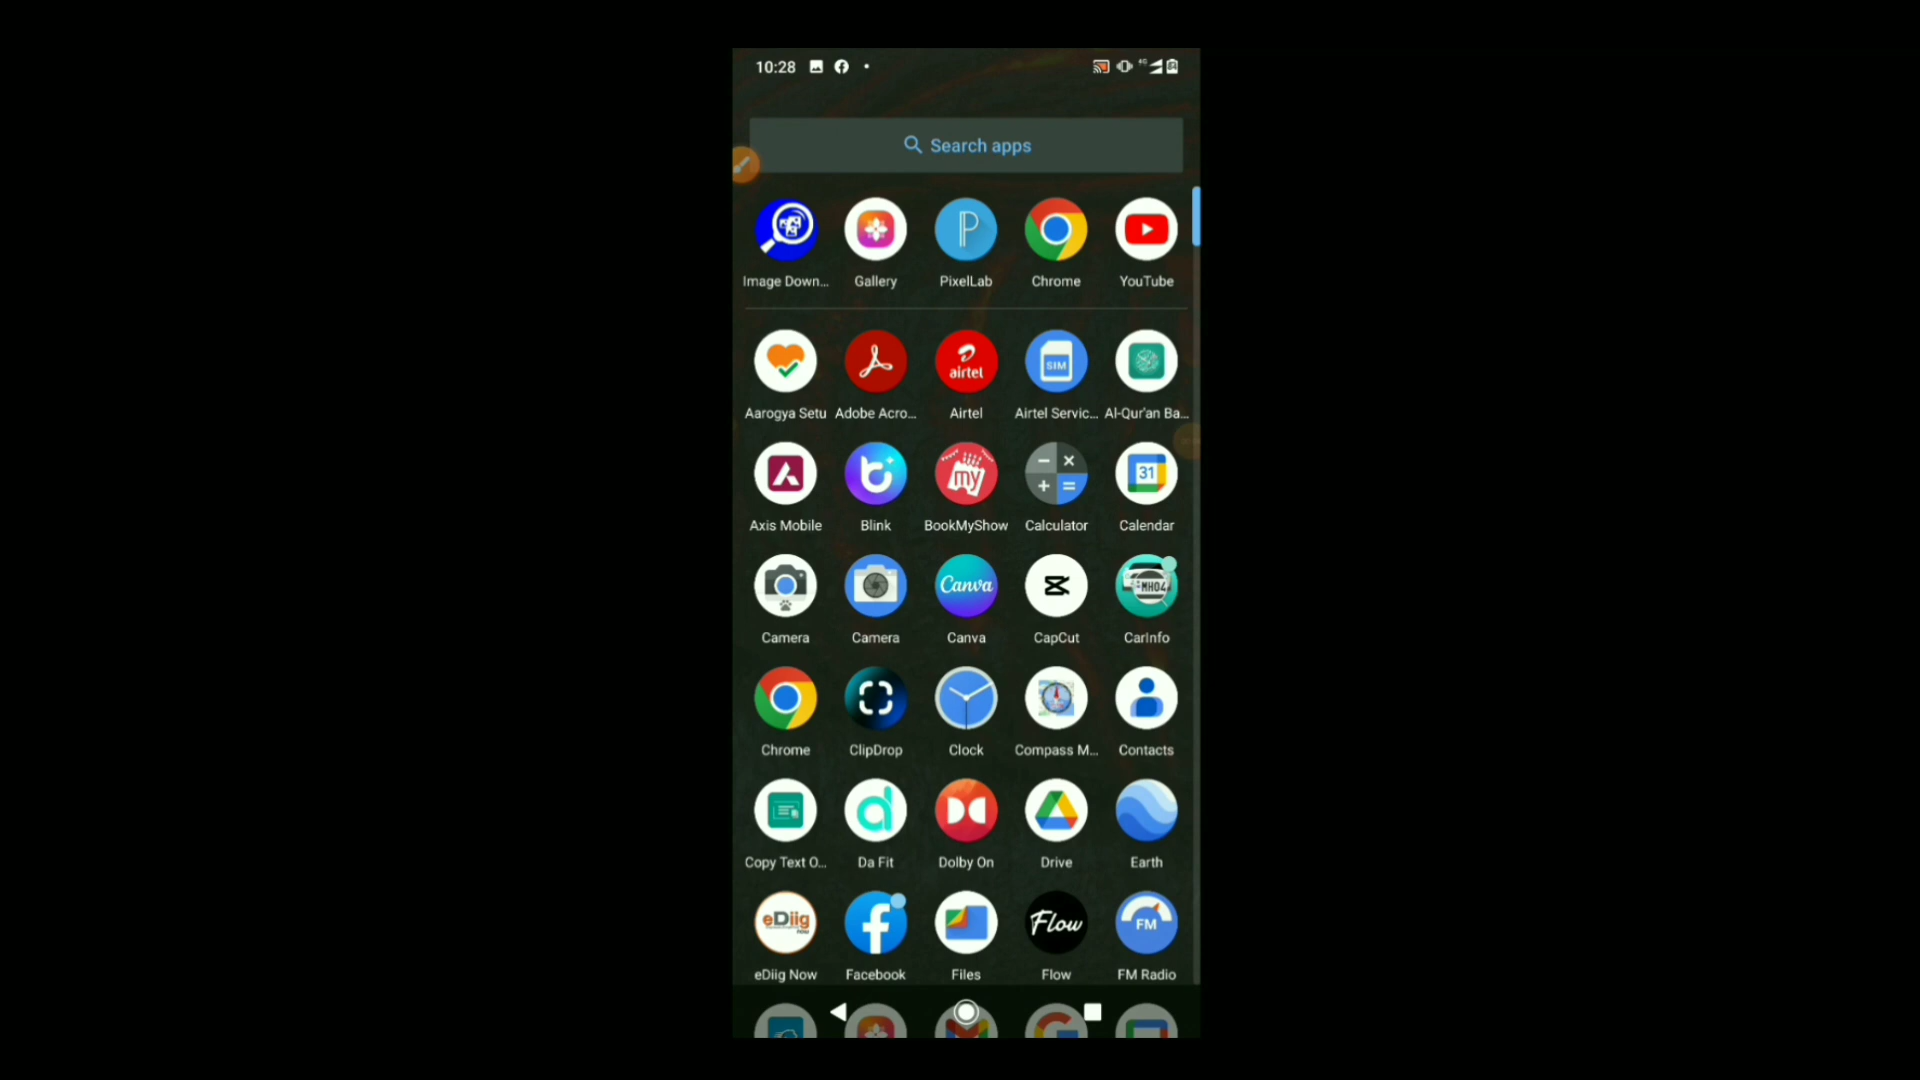 10:28
4G
Search apps
Image Down...
Gallery
PixelLab
Chrome
YouTube
SIM
airtel
Aarogya Setu
Adobe Acro...
Airtel
Airtel Servic...
Al-Qur'an Ba...
my
31
Axis Mobile
Blink
BookMyShow
Calculator
Calendar
Canva
MH04
Camera
Camera
Canva
CapCut
CarInfo
Chrome
ClipDrop
Clock
Compass M...
Contacts
Copy Text O...
Da Fit
Dolby On
Drive
Earth
eDiig
now
Flow
FM
eDiig Now
Facebook
Files
Flow
FM Radio